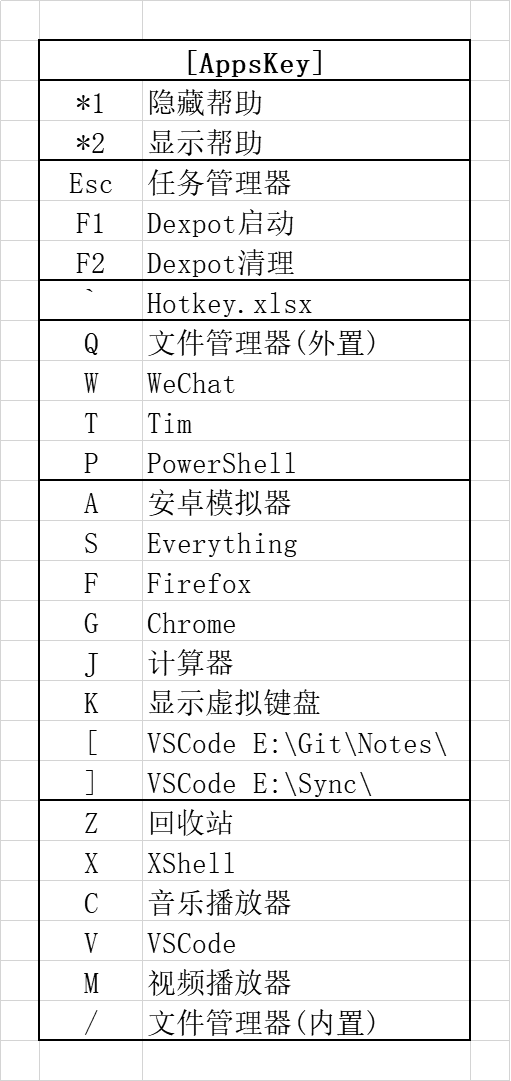 [AppsKey]
*1 隐藏帮助
*2 显示帮助
Esc 任务管理器
F1 Dexpot启动
F2 Dexpot清理
` Hotkey.xlsx
Q 文件管理器(外置)
W WeChat
T Tim
P PowerShell
A 安卓模拟器
S Everything
F Firefox
G Chrome
J 计算器
K 显示虚拟键盘
[ VSCode E:\Git\Notes\
] VSCode E:\Sync\
Z 回收站
X XShell
C 音乐播放器
V VSCode
M 视频播放器
/ 文件管理器(内置)